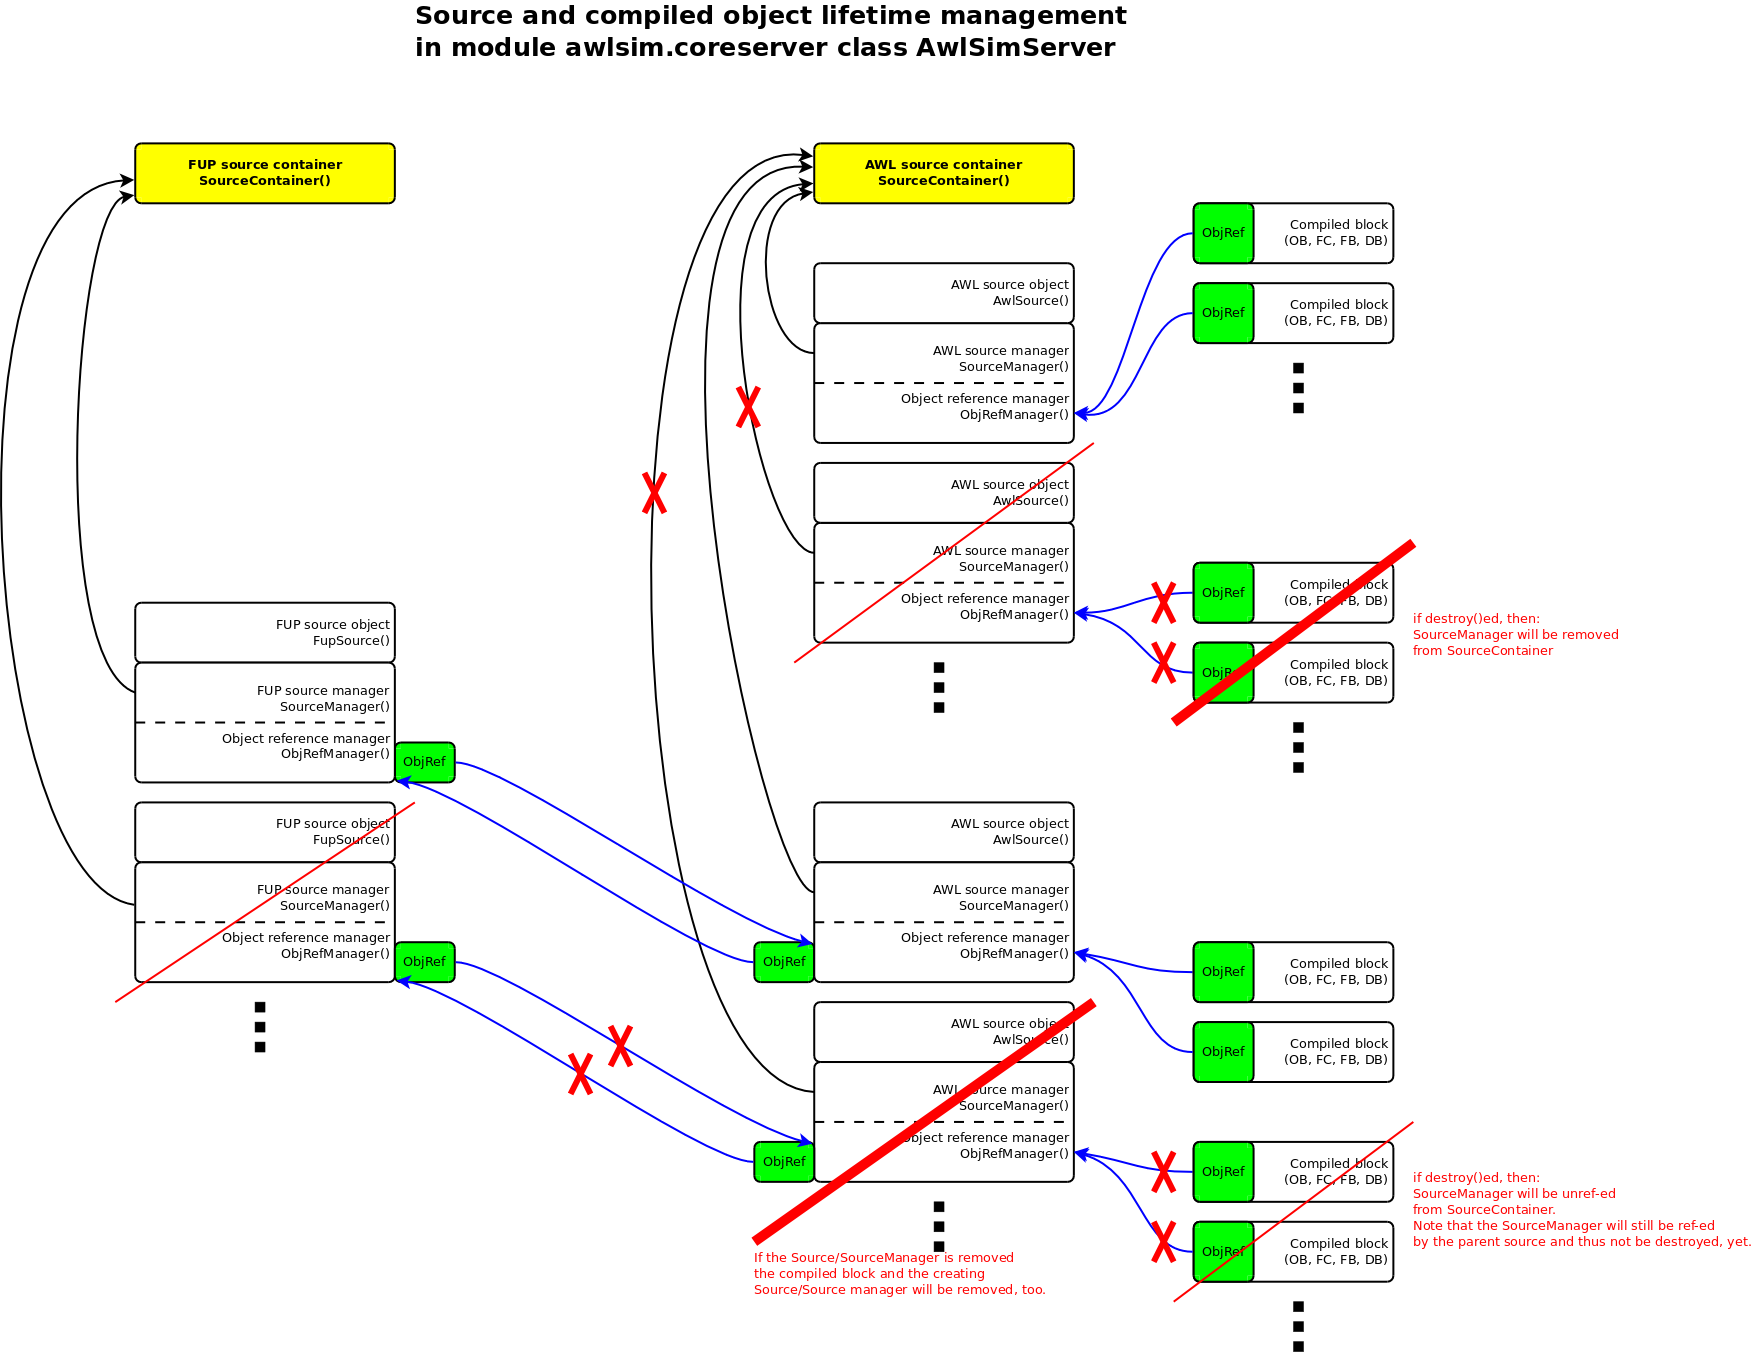 Source and compiled object lifetime management
in module awlsim.coreserver class AwlSimServer
FUP source container
SourceContainer()
AWL source container
SourceContainer()
ObjRef
Compiled block
(OB, FC, FB, DB)
AWL source object
AwlSource()
ObjRef
Compiled block
(OB, FC, FB, DB)
AWL source manager
SourceManager()
Object reference manager
ObjRefManager()
AWL source object
AwlSource()
AWL source manager
SourceManager()
Object reference manager
ObjRefManager()
ObjRef
Compiled block
(OB, FC, FB, DB)
ObjRef
Compiled block
(OB, FC, FB, DB)
if destroy()ed, then:
SourceManager will be removed
from SourceContainer
FUP source object
FupSource()
FUP source manager
SourceManager()
Object reference manager
ObjRefManager()
ObjRef
FUP source object
FupSource()
FUP source manager
SourceManager()
Object reference manager
ObjRefManager()
ObjRef
AWL source object
AwlSource()
AWL source manager
SourceManager()
Object reference manager
ObjRefManager()
ObjRef
ObjRef
Compiled block
(OB, FC, FB, DB)
ObjRef
Compiled block
(OB, FC, FB, DB)
AWL source object
AwlSource()
AWL source manager
SourceManager()
Object reference manager
ObjRefManager()
ObjRef
ObjRef
Compiled block
(OB, FC, FB, DB)
ObjRef
Compiled block
(OB, FC, FB, DB)
if destroy()ed, then:
SourceManager will be unref-ed
from SourceContainer.
Note that the SourceManager will still be ref-ed
by the parent source and thus not be destroyed, yet.
If the Source/SourceManager is removed
the compiled block and the creating
Source/Source manager will be removed, too.